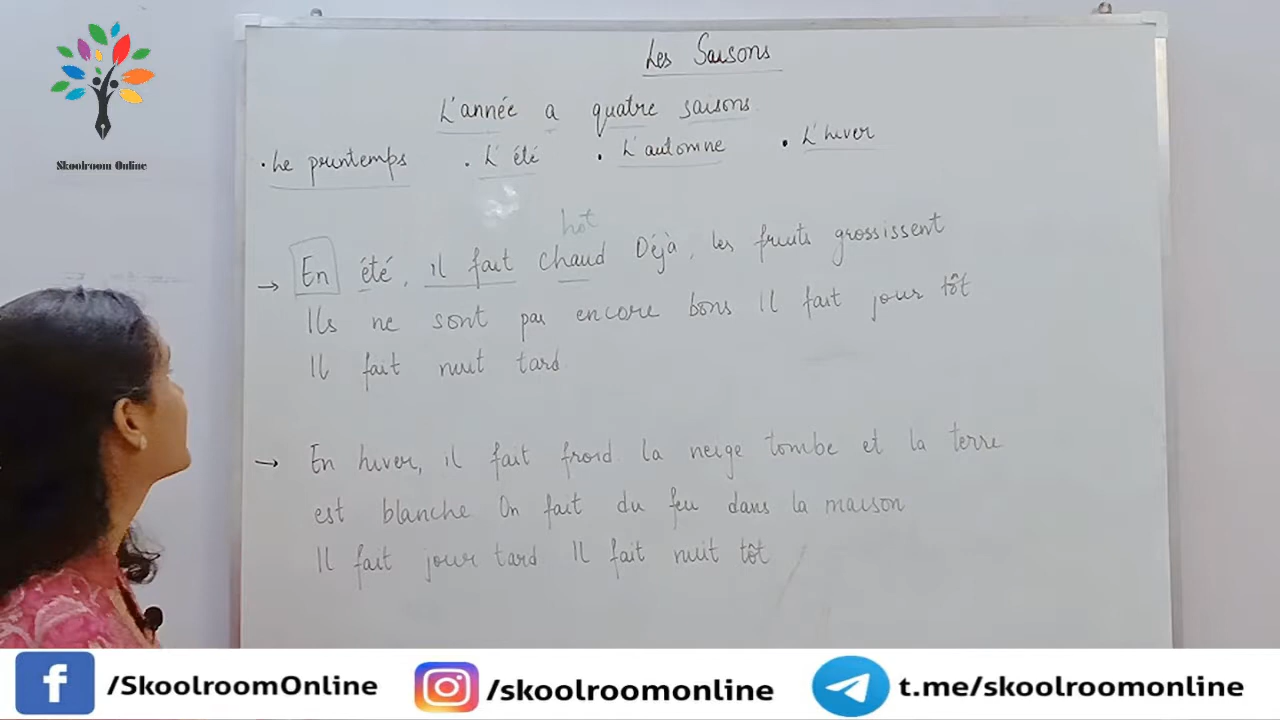 Skoolroom Online
Les Saisons
L'année a quatre saisons.
• Le printemps • L'été • L'automne • L'hiver
hot
→ En été, il fait chaud Déjà, les fruits grossissent
Ils ne sont pas encore bons Il fait jour tôt
Il fait nuit tard
→ En hiver, il fait froid. la neige tombe et la terre
est blanche On fait du feu dans la maison
Il fait jour tard Il fait nuit tôt
/SkoolroomOnline /skoolroomonline t.me/skoolroomonline